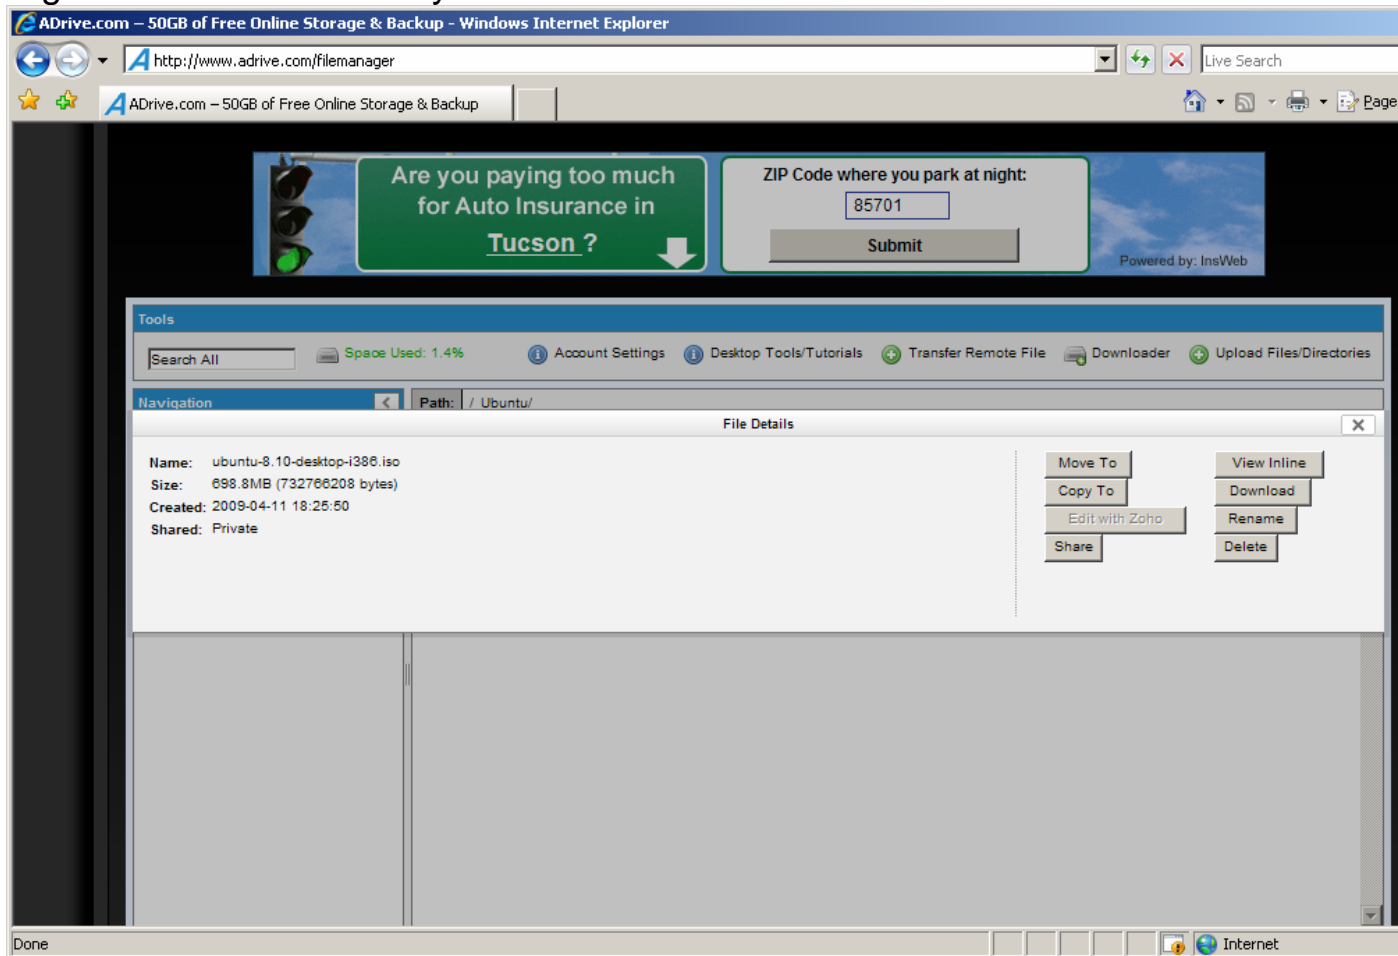 ADrive.com – 50GB of Free Online Storage & Backup - Windows Internet Explorer
http://www.adrive.com/filemanager
Live Search
ADrive.com – 50GB of Free Online Storage & Backup
Page
Are you paying too much
for Auto Insurance in
Tucson ?
ZIP Code where you park at night:
85701
Submit
Powered by: InsWeb
Tools
Search All
Space Used: 1.4%
Account Settings
Desktop Tools/Tutorials
Transfer Remote File
Downloader
Upload Files/Directories
Navigation
Path: / Ubuntu/
File Details
Name: ubuntu-8.10-desktop-i386.iso
Size: 698.8MB (732766208 bytes)
Created: 2009-04-11 18:25:50
Shared: Private
Move To
View Inline
Copy To
Download
Edit with Zoho
Rename
Share
Delete
Done
Internet